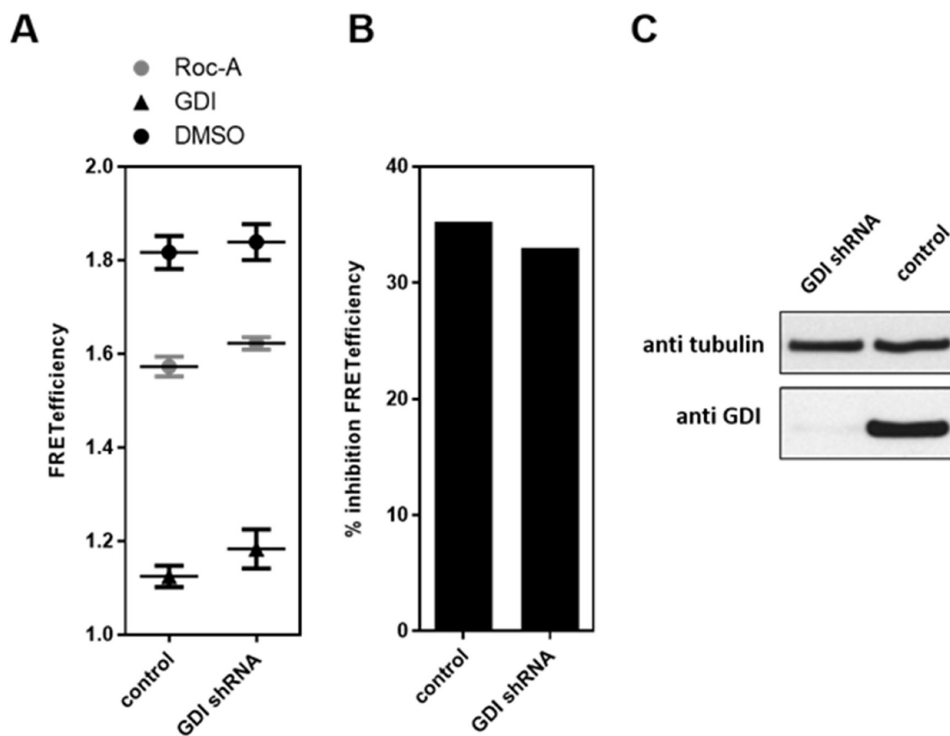 A
Roc-A
GDI
DMSO
FRETefficiency
2.0
1.8
1.6
1.4
1.2
1.0
control
GDI shRNA
B
% inhibition FRETefficiency
40
30
20
10
0
control
GDI shRNA
C
GDI shRNA
control
anti tubulin
anti GDI